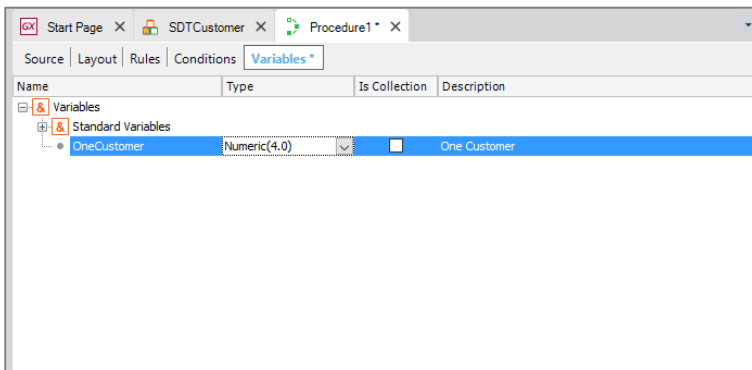 GX Start Page SDTCustomer Procedure1 *
Source Layout Rules Conditions Variables *
Name Type Is Collection Description
& Variables
& Standard Variables
OneCustomer Numeric(4.0) One Customer